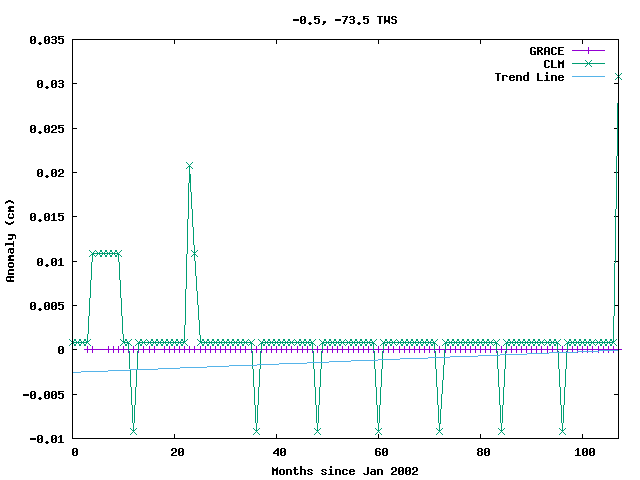 -0.5, -73.5 TWS
GRACE
CLM
Trend Line
0.035
0.03
0.025
0.02
0.015
0.01
0.005
0
-0.005
-0.01
Anomaly (cm)
0 20 40 60 80 100
Months since Jan 2002